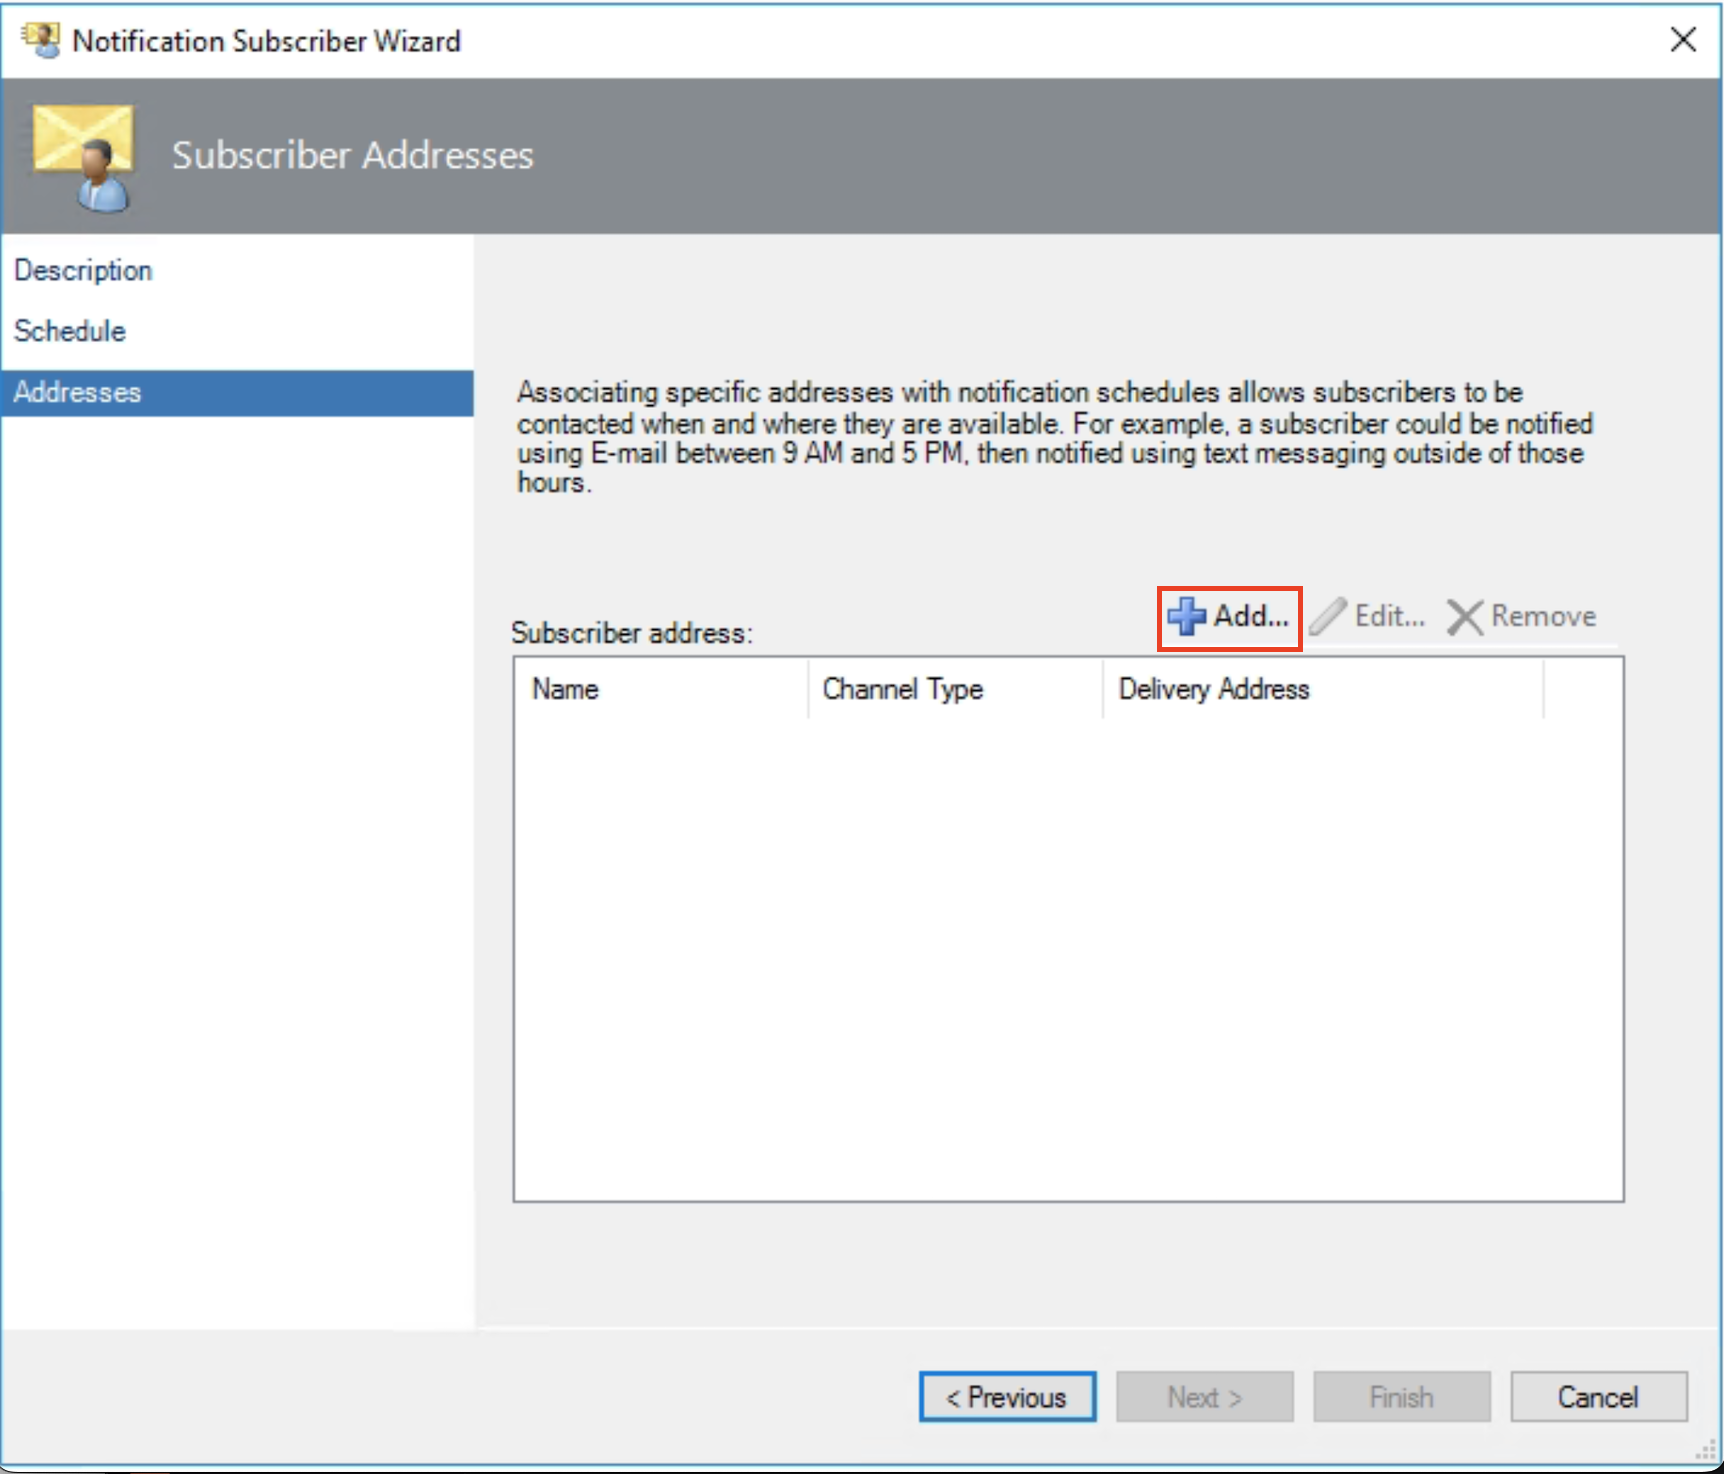 Notification Subscriber Wizard
Subscriber Addresses
Description
Schedule
Addresses
Associating specific addresses with notification schedules allows subscribers to be
contacted when and where they are available. For example, a subscriber could be notified
using E-mail between 9 AM and 5 PM, then notified using text messaging outside of those
hours.
Subscriber address:
Add... Edit... Remove
Name Channel Type Delivery Address
< Previous Next > Finish Cancel